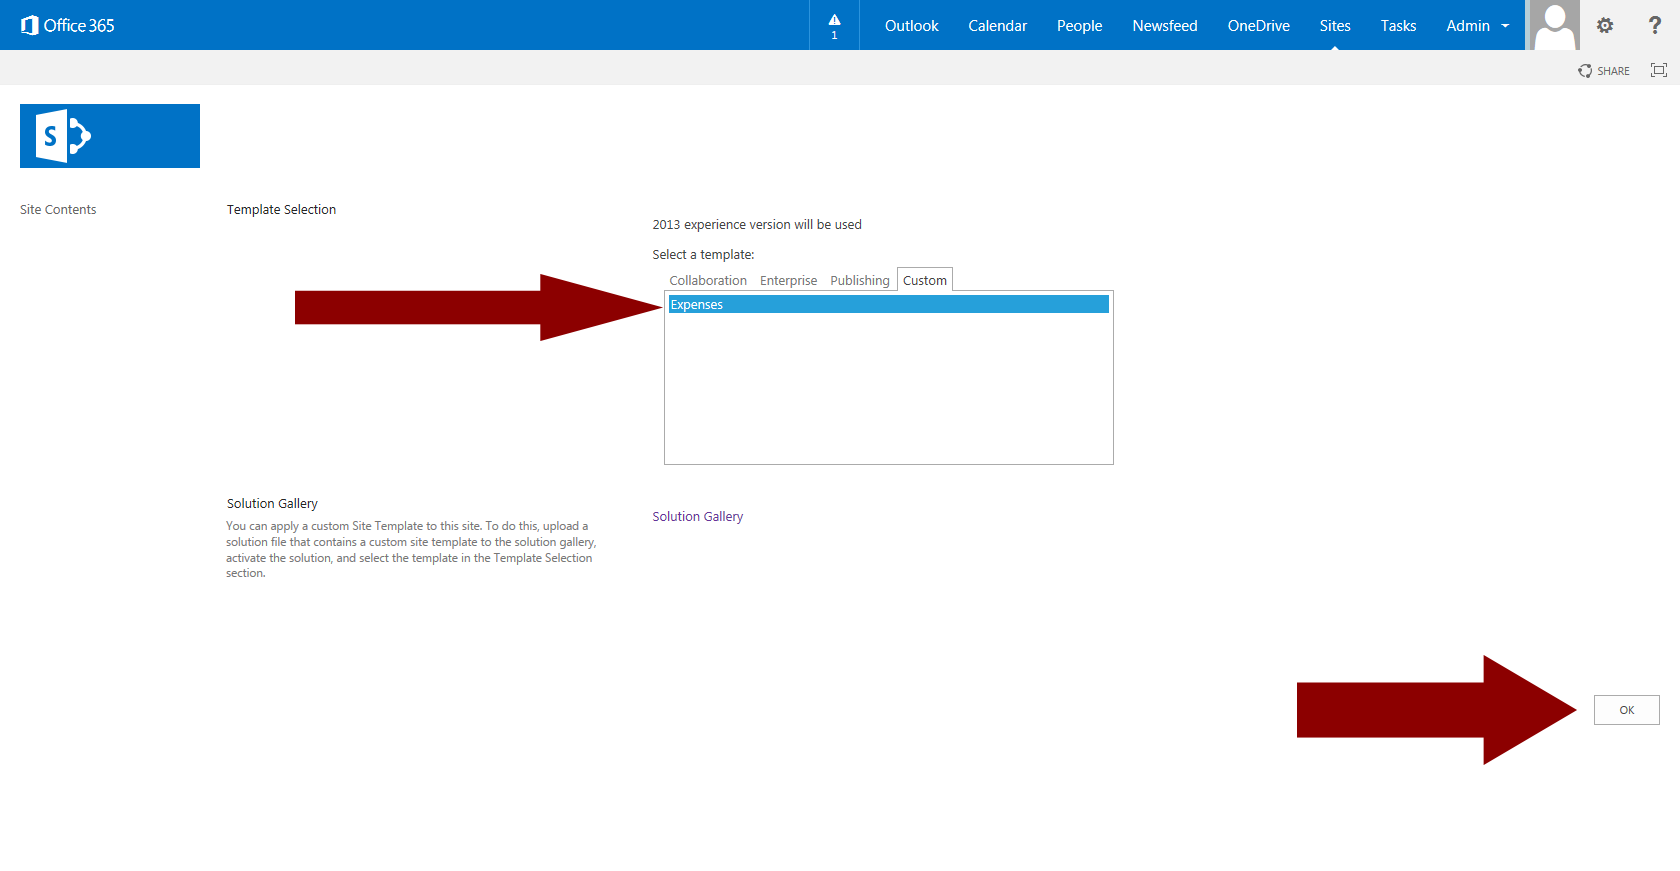 Office 365
1
Outlook Calendar People Newsfeed OneDrive Sites Tasks Admin
?
SHARE
S
Site Contents
Template Selection
2013 experience version will be used
Select a template:
Collaboration Enterprise Publishing Custom
Expenses
Solution Gallery
You can apply a custom Site Template to this site. To do this, upload a
solution file that contains a custom site template to the solution gallery,
activate the solution, and select the template in the Template Selection
section.
Solution Gallery
OK